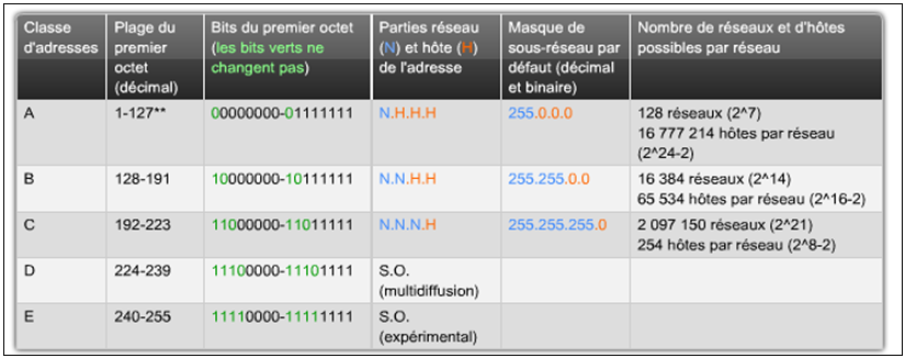 Classe d'adresses
Plage du premier octet (décimal)
Bits du premier octet (les bits verts ne changent pas)
Parties réseau (N) et hôte (H) de l'adresse
Masque de sous-réseau par défaut (décimal et binaire)
Nombre de réseaux et d'hôtes possibles par réseau
A
1-127**
00000000-01111111
N.H.H.H
255.0.0.0
128 réseaux (2^7)
16 777 214 hôtes par réseau
(2^24-2)
B
128-191
10000000-10111111
N.N.H.H
255.255.0.0
16 384 réseaux (2^14)
65 534 hôtes par réseau (2^16-2)
C
192-223
11000000-11011111
N.N.N.H
255.255.255.0
2 097 150 réseaux (2^21)
254 hôtes par réseau (2^8-2)
D
224-239
11100000-11101111
S.O.
(multidiffusion)
E
240-255
11110000-11111111
S.O.
(expérimental)